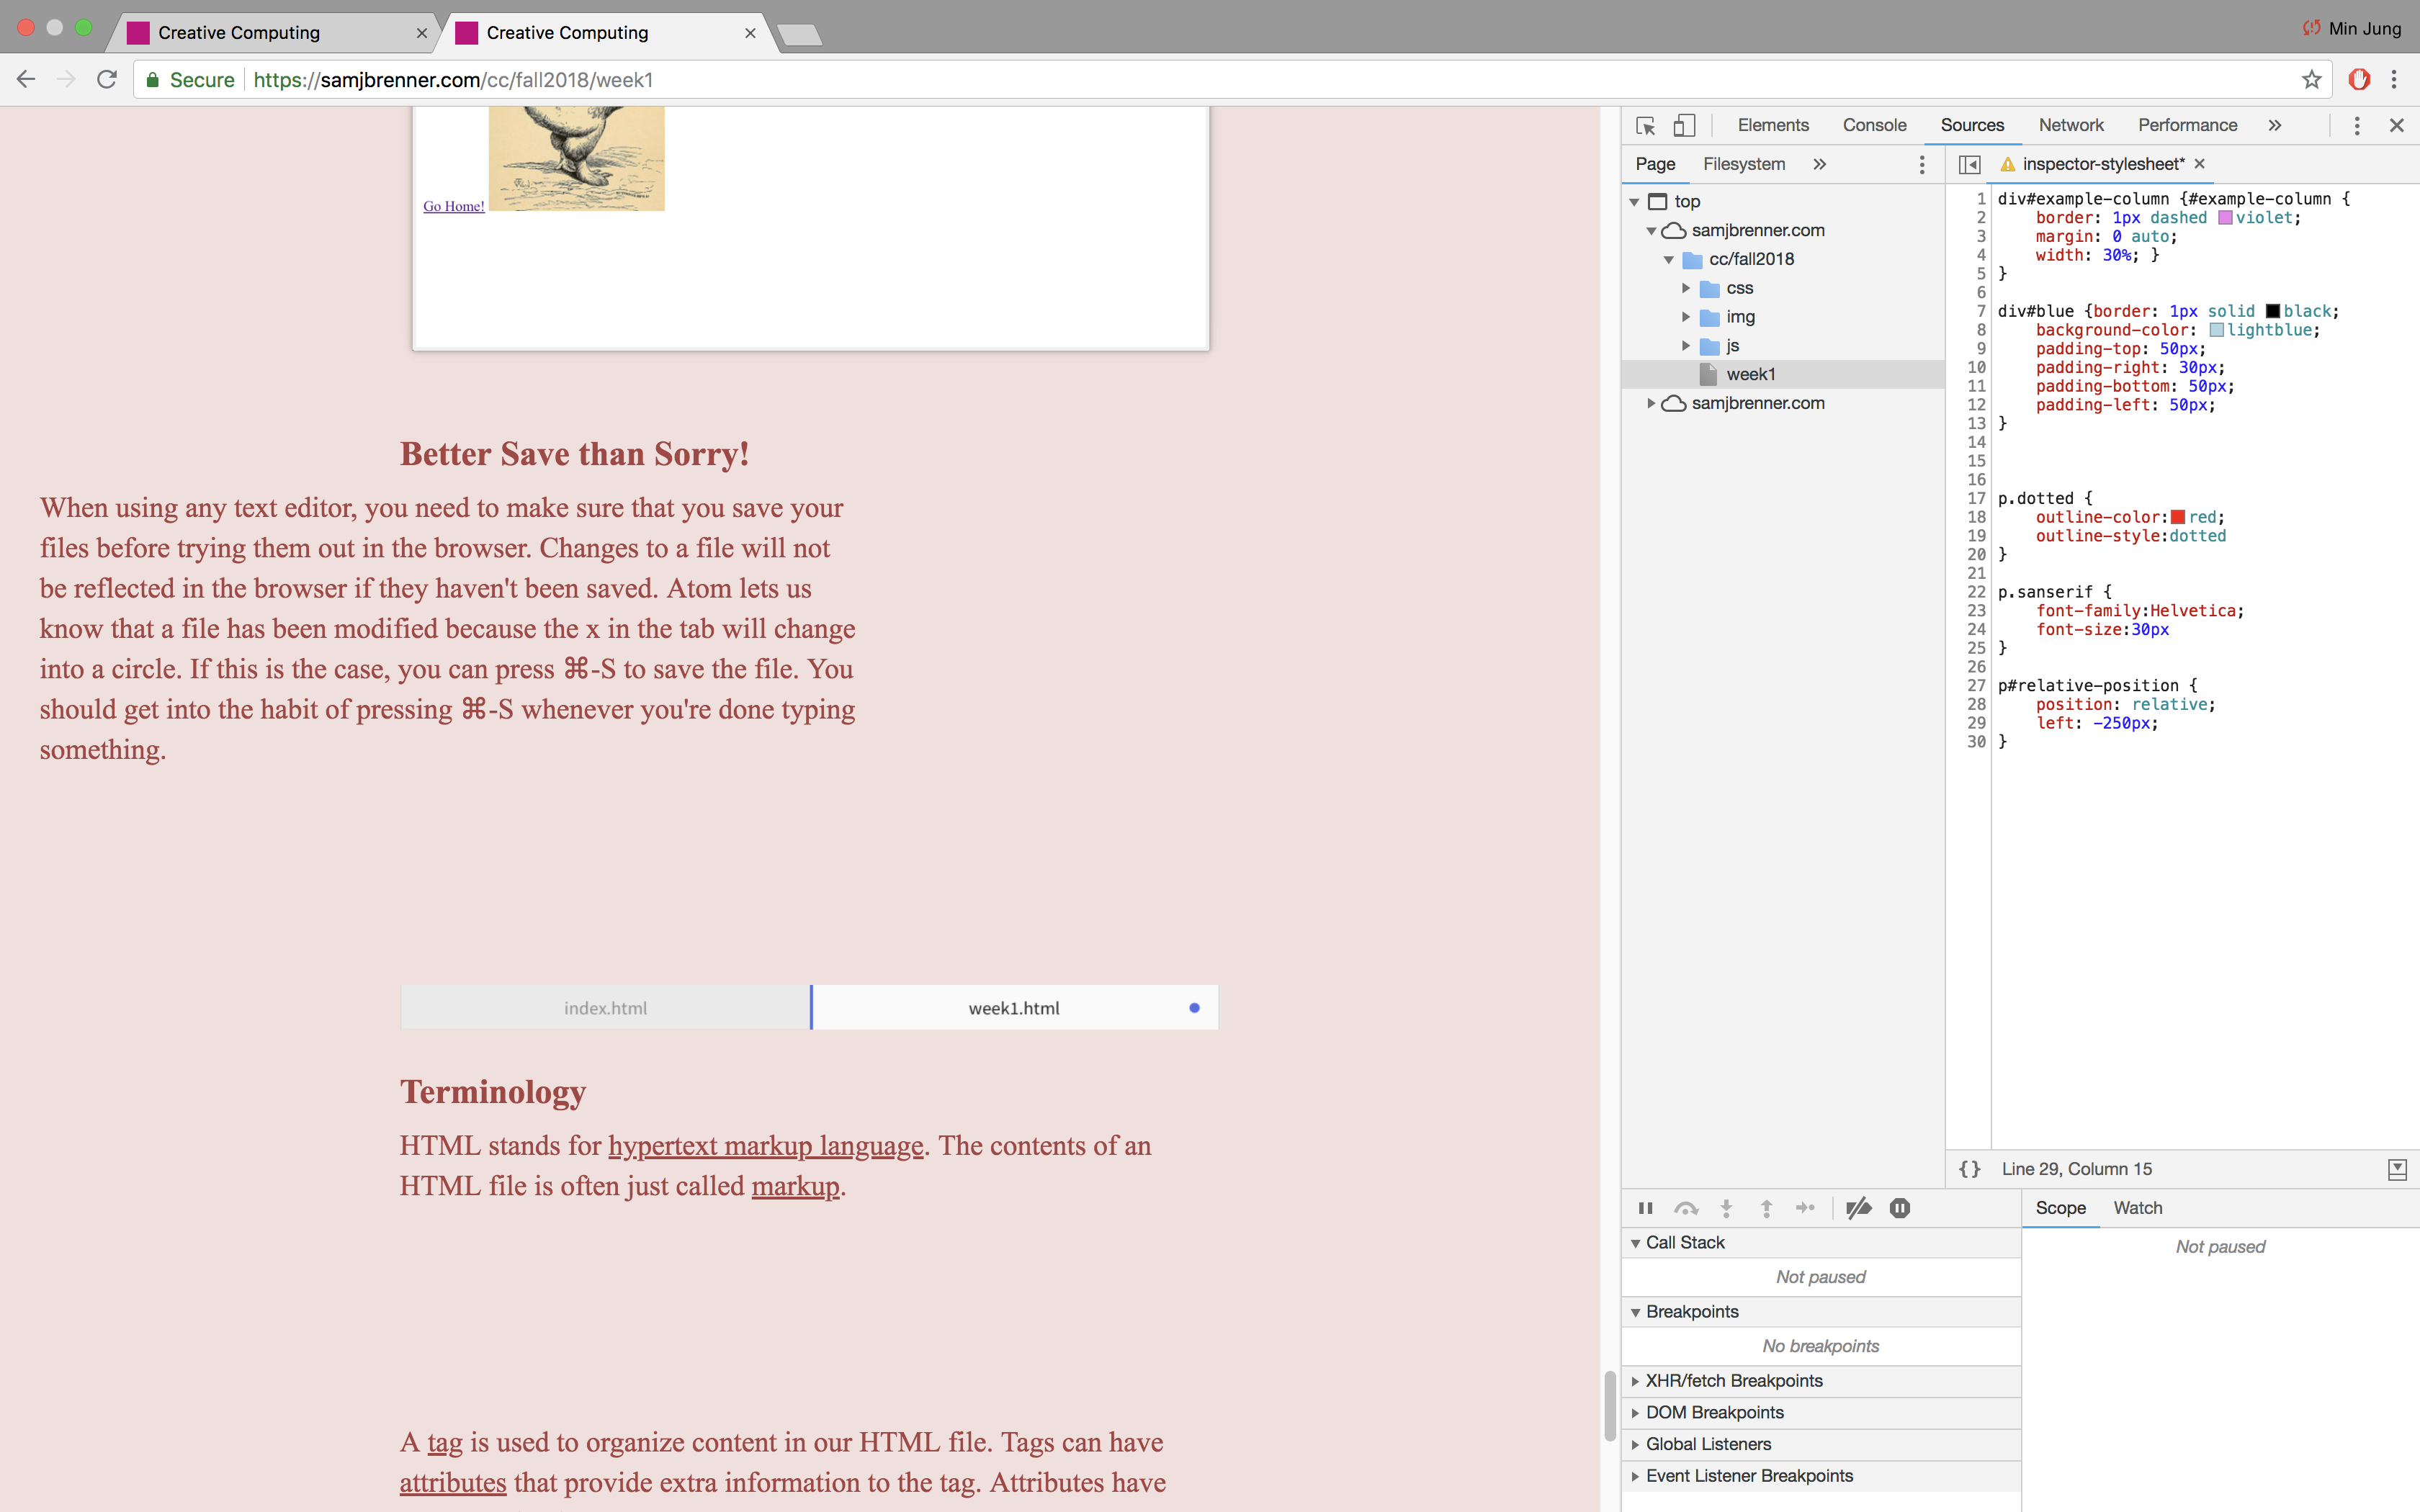 Creative Computing
Creative Computing
Min Jung
Secure https://samjbrenner.com/cc/fall2018/week1
Go Home!
Better Save than Sorry!
When using any text editor, you need to make sure that you save your
files before trying them out in the browser. Changes to a file will not
be reflected in the browser if they haven't been saved. Atom lets us
know that a file has been modified because the x in the tab will change
into a circle. If this is the case, you can press ⌘-S to save the file. You
should get into the habit of pressing ⌘-S whenever you're done typing
something.
index.html
week1.html
Terminology
HTML stands for hypertext markup language. The contents of an
HTML file is often just called markup.
A tag is used to organize content in our HTML file. Tags can have
attributes that provide extra information to the tag. Attributes have
Elements Console Sources Network Performance »
Page Filesystem »
top
samjbrenner.com
cc/fall2018
css
img
js
week1
samjbrenner.com
inspector-stylesheet*
1 div#example-column {#example-column {
2 border: 1px dashed violet;
3 margin: 0 auto;
4 width: 30%; }
5 }
6
7 div#blue {border: 1px solid black;
8 background-color: lightblue;
9 padding-top: 50px;
10 padding-right: 30px;
11 padding-bottom: 50px;
12 padding-left: 50px;
13 }
14
15
16
17 p.dotted {
18 outline-color:red;
19 outline-style:dotted
20 }
21
22 p.sanserif {
23 font-family:Helvetica;
24 font-size:30px
25 }
26
27 p#relative-position {
28 position: relative;
29 left: -250px;
30 }
{} Line 29, Column 15
Call Stack
Not paused
Breakpoints
No breakpoints
XHR/fetch Breakpoints
DOM Breakpoints
Global Listeners
Event Listener Breakpoints
Scope Watch
Not paused